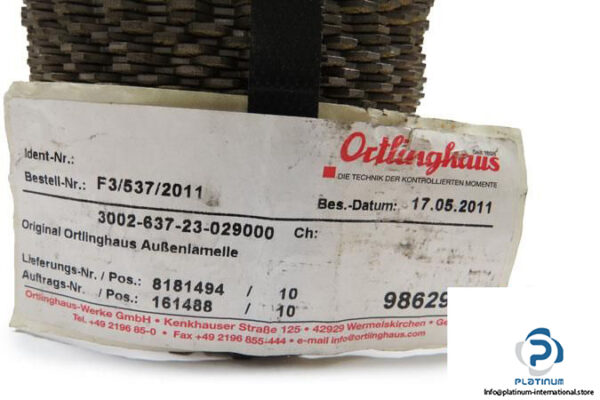 Ortlinghaus
SEIT 1898
DIE TECHNIK DER KONTROLLIERTEN MOMENTE
Ident-Nr.:
Bestell-Nr.: F3/537/2011
Bes.-Datum: 17.05.2011
3002-637-23-029000 Ch:
Original Ortlinghaus Außenlamelle
Lieferungs-Nr. / Pos.: 8181494 / 10
Auftrags-Nr. / Pos.: 161488 / 10
98629
Ortlinghaus-Werke GmbH • Kenkhauser Straße 125 • 42929 Wermelskirchen • Ge
Tel. +49 2196 85-0 • Fax +49 2196 855-444 • e-mail info@ortlinghaus.com
PLATINUM
Info@platinum-international.store